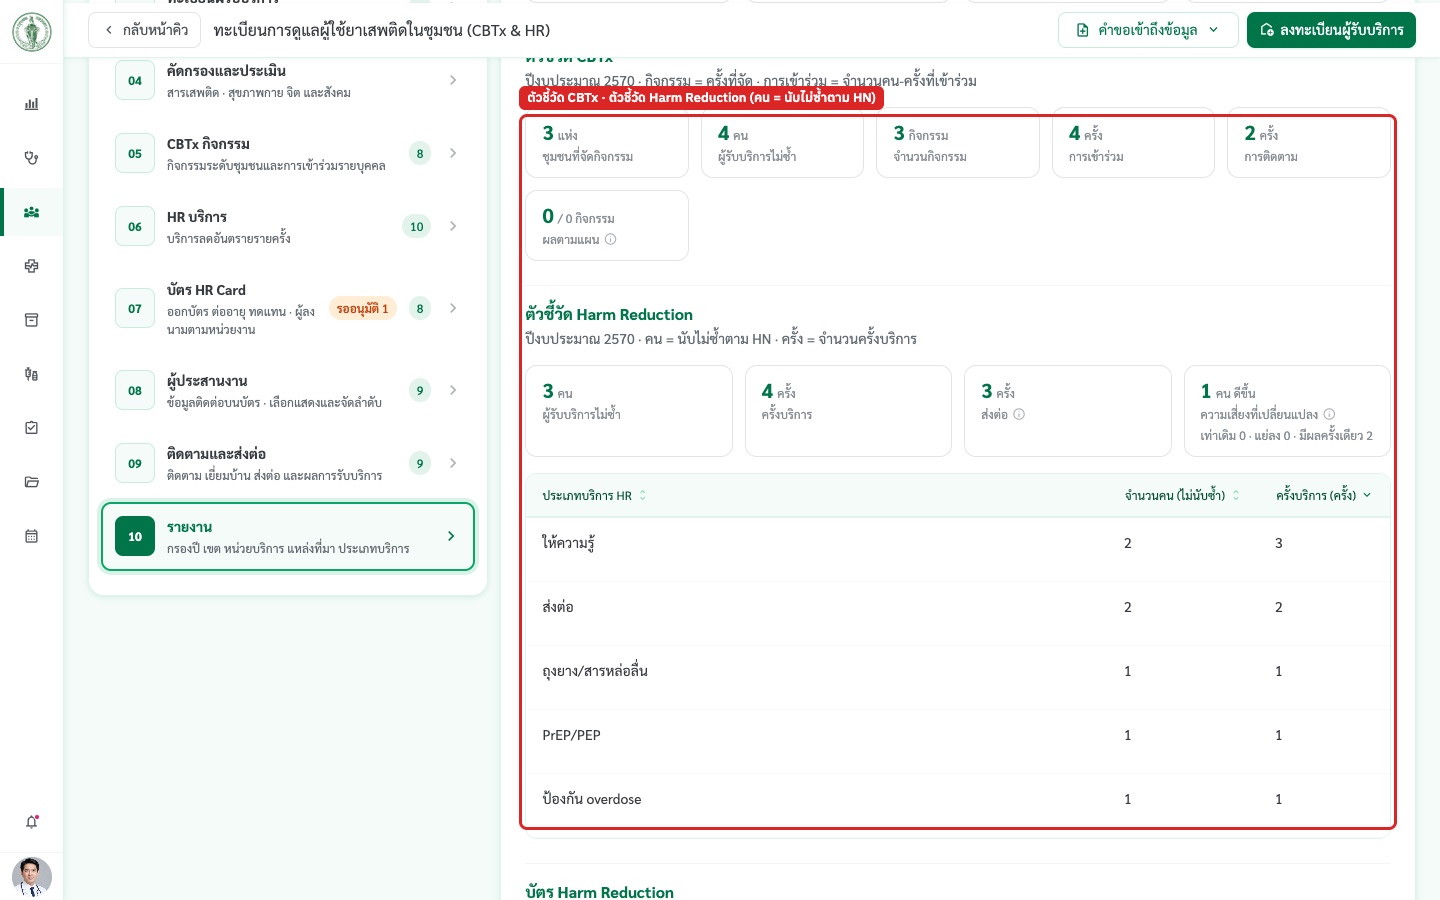 กลับหน้าคิว
ทะเบียนการดูแลผู้ใช้ยาเสพติดในชุมชน (CBTx & HR)
คำขอเข้าถึงข้อมูล
ลงทะเบียนผู้รับบริการ
04
คัดกรองและประเมิน
สารเสพติด · สุขภาพกาย จิต และสังคม
05
CBTx กิจกรรม
กิจกรรมระดับชุมชนและการเข้าร่วมรายบุคคล
8
06
HR บริการ
บริการลดอันตรายรายครั้ง
10
07
บัตร HR Card
ออกบัตร ต่ออายุ ทดแทน · ผู้ลง
นามตามหน่วยงาน
รออนุมัติ 1
8
08
ผู้ประสานงาน
ข้อมูลติดต่อบนบัตร · เลือกแสดงและจัดลำดับ
9
09
ติดตามและส่งต่อ
ติดตาม เยี่ยมบ้าน ส่งต่อ และผลการรับบริการ
9
10
รายงาน
กรองปี เขต หน่วยบริการ แหล่งที่มา ประเภทบริการ
ปีงบประมาณ 2570 · กิจกรรม = ครั้งที่จัด · การเข้าร่วม = จำนวนคน-ครั้งที่เข้าร่วม
ตัวชี้วัด CBTx · ตัวชี้วัด Harm Reduction (คน = นับไม่ซ้ำตาม HN)
3 แห่ง
ชุมชนที่จัดกิจกรรม
4 คน
ผู้รับบริการไม่ซ้ำ
3 กิจกรรม
จำนวนกิจกรรม
4 ครั้ง
การเข้าร่วม
2 ครั้ง
การติดตาม
0 / 0 กิจกรรม
ผลตามแผน
ตัวชี้วัด Harm Reduction
ปีงบประมาณ 2570 · คน = นับไม่ซ้ำตาม HN · ครั้ง = จำนวนครั้งบริการ
3 คน
ผู้รับบริการไม่ซ้ำ
4 ครั้ง
ครั้งบริการ
3 ครั้ง
ส่งต่อ
1 คน ดีขึ้น
ความเสี่ยงที่เปลี่ยนแปลง
เท่าเดิม 0 · แย่ลง 0 · มีผลครั้งเดียว 2
ประเภทบริการ HR จำนวนคน (ไม่นับซ้ำ) ครั้งบริการ (ครั้ง)
ให้ความรู้ 2 3
ส่งต่อ 2 2
ถุงยาง/สารหล่อลื่น 1 1
PrEP/PEP 1 1
ป้องกัน overdose 1 1
บัตร Harm Reduction